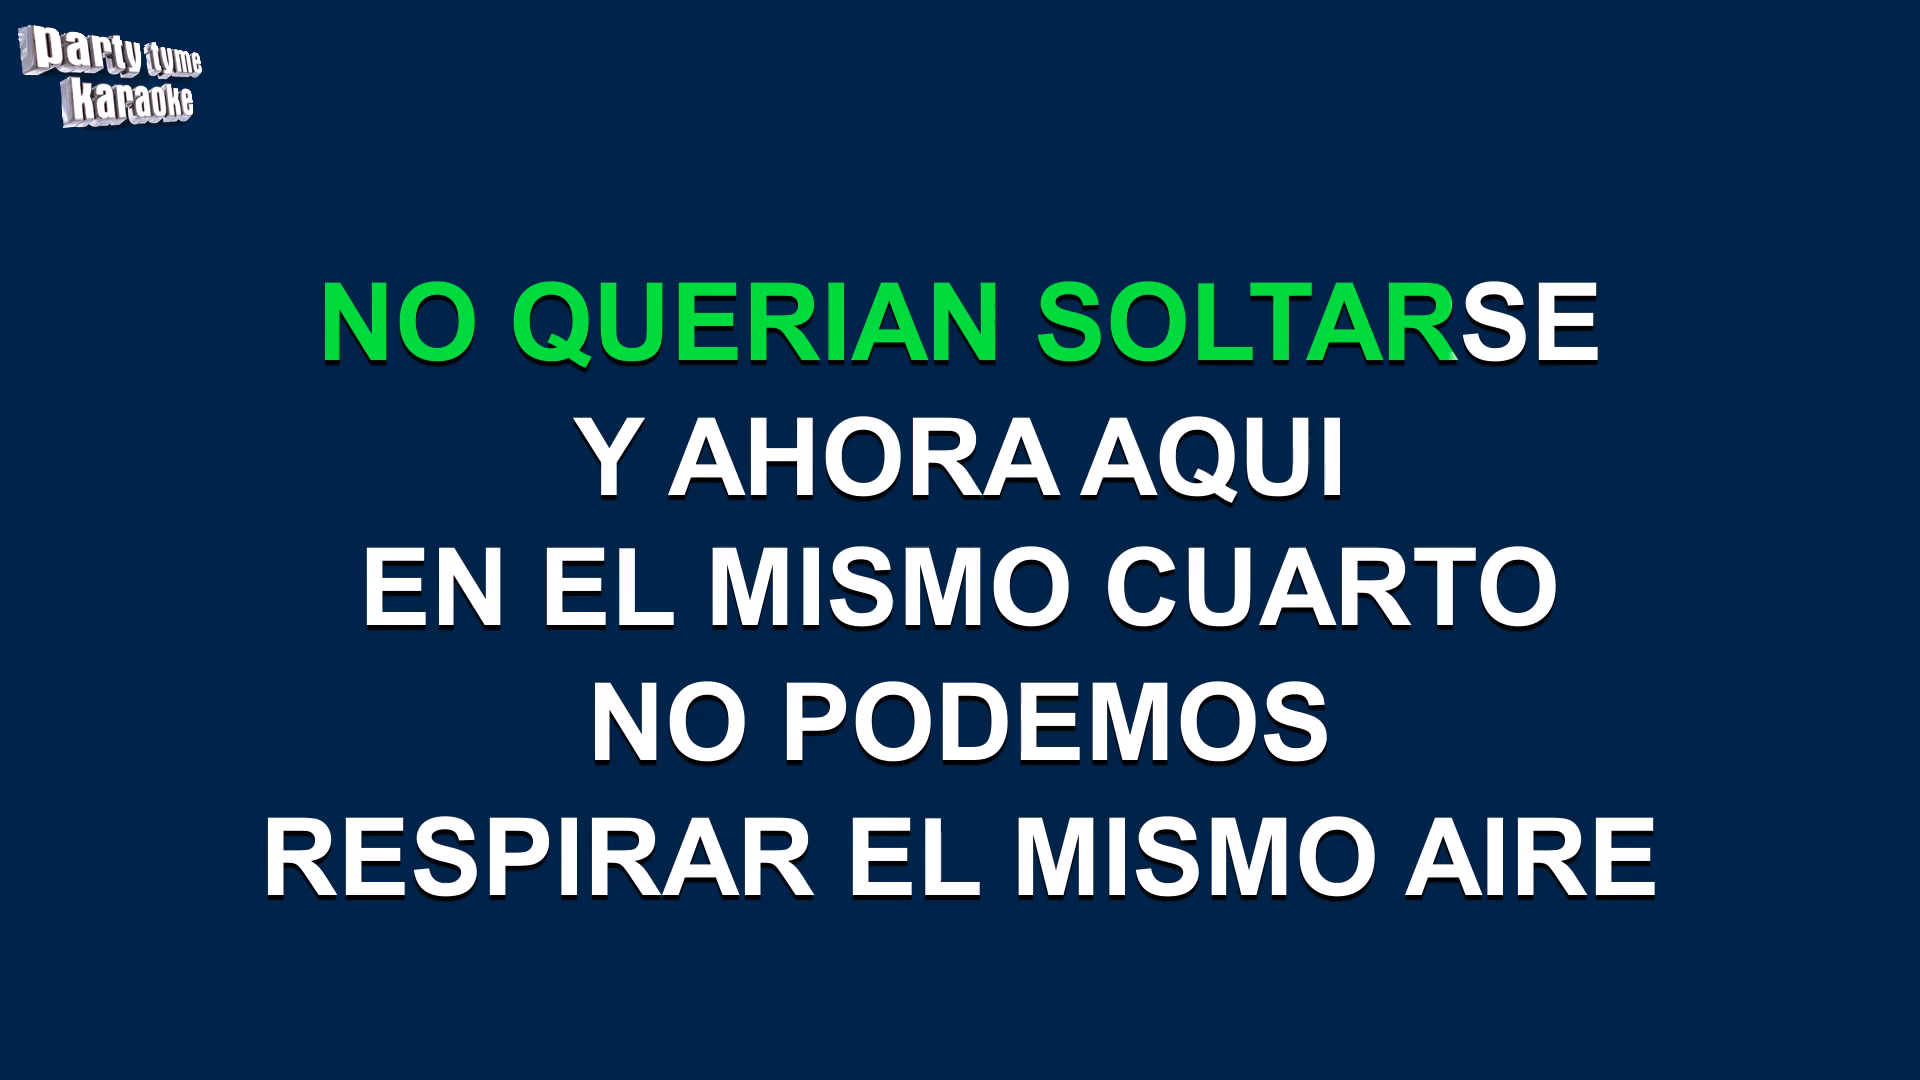 party tyme
karaoke
NO QUERIAN SOLTARSE
Y AHORA AQUI
EN EL MISMO CUARTO
NO PODEMOS
RESPIRAR EL MISMO AIRE